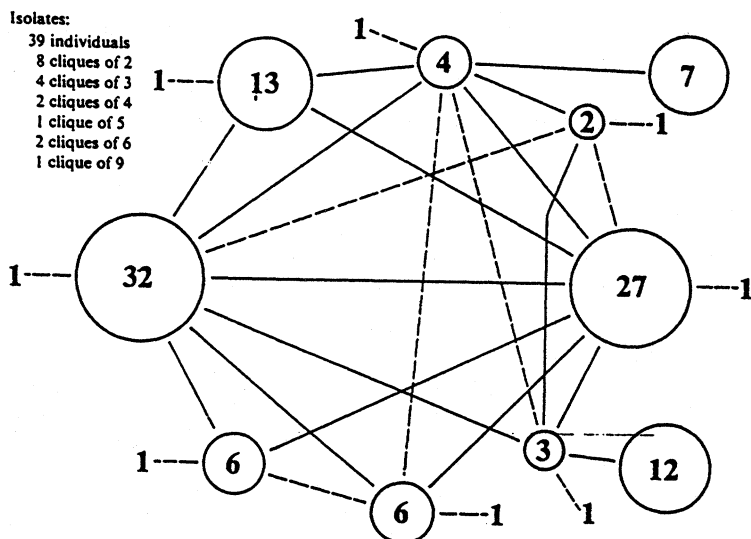 Isolates:
39 individuals
8 cliques of 2
4 cliques of 3
2 cliques of 4
1 clique of 5
2 cliques of 6
1 clique of 9
1
4
7
1
13
2
1
1
32
27
1
1
6
6
1
3
12
1